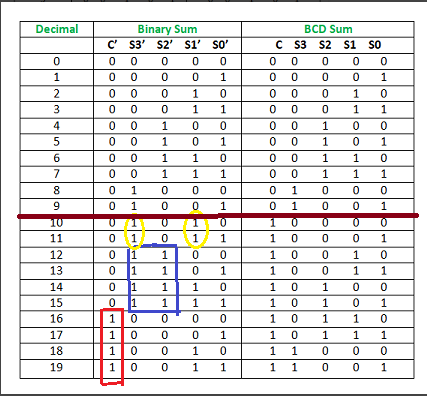 Decimal Binary Sum BCD Sum
C’ S3’ S2’ S1’ S0’ C S3 S2 S1 S0
0 0 0 0 0 0 0 0 0 0 0
1 0 0 0 0 1 0 0 0 0 1
2 0 0 0 1 0 0 0 0 1 0
3 0 0 0 1 1 0 0 0 1 1
4 0 0 1 0 0 0 0 1 0 0
5 0 0 1 0 1 0 0 1 0 1
6 0 0 1 1 0 0 0 1 1 0
7 0 0 1 1 1 0 0 1 1 1
8 0 1 0 0 0 0 1 0 0 0
9 0 1 0 0 1 0 1 0 0 1
10 0 1 0 1 0 1 0 0 0 0
11 0 1 0 1 1 1 0 0 0 1
12 0 1 1 0 0 1 0 0 1 0
13 0 1 1 0 1 1 0 0 1 1
14 0 1 1 1 0 1 0 1 0 0
15 0 1 1 1 1 1 0 1 0 1
16 1 0 0 0 0 1 0 1 1 0
17 1 0 0 0 1 1 0 1 1 1
18 1 0 0 1 0 1 1 0 0 0
19 1 0 0 1 1 1 1 0 0 1